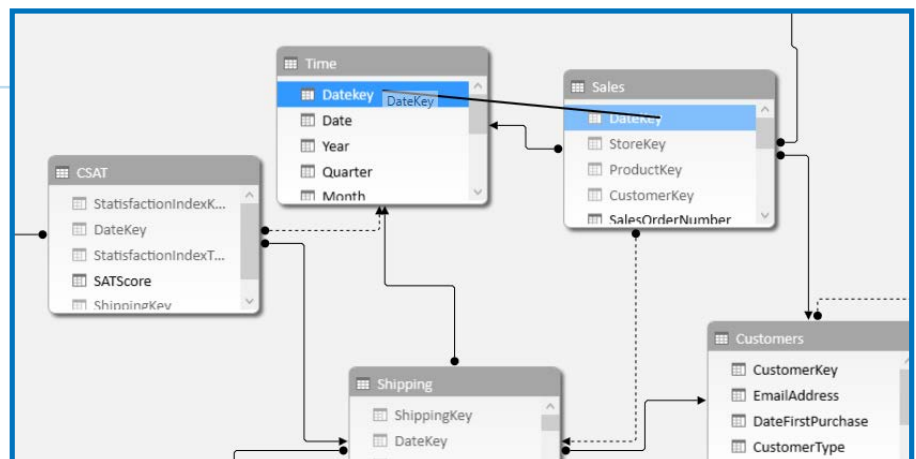 Time
Datekey
DateKey
Date
Year
Quarter
Month
Sales
DateKey
StoreKey
ProductKey
CustomerKey
SalesOrderNumber
CSAT
StatisfactionIndexK...
DateKey
StatisfactionIndexT...
SATScore
ShippingKey
Shipping
ShippingKey
DateKey
Customers
CustomerKey
EmailAddress
DateFirstPurchase
CustomerType